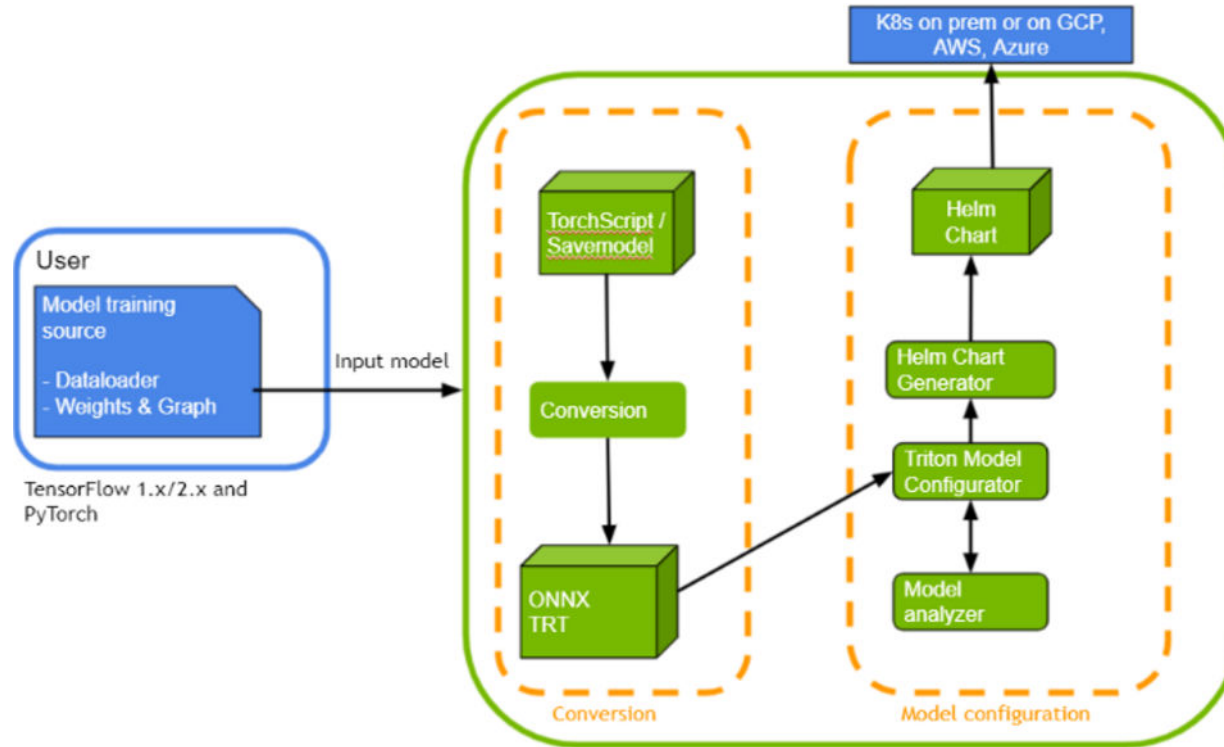 K8s on prem or on GCP,
AWS, Azure
User
Model training
source
- Dataloader
- Weights & Graph
TensorFlow 1.x/2.x and
PyTorch
Input model
TorchScript /
Savemodel
Conversion
ONNX
TRT
Conversion
Helm
Chart
Helm Chart
Generator
Triton Model
Configurator
Model
analyzer
Model configuration